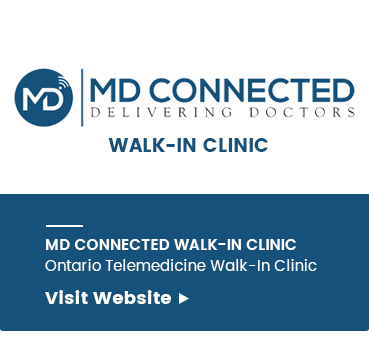 MD
MD CONNECTED
DELIVERING DOCTORS
WALK-IN CLINIC
MD CONNECTED WALK-IN CLINIC
Ontario Telemedicine Walk-In Clinic
Visit Website